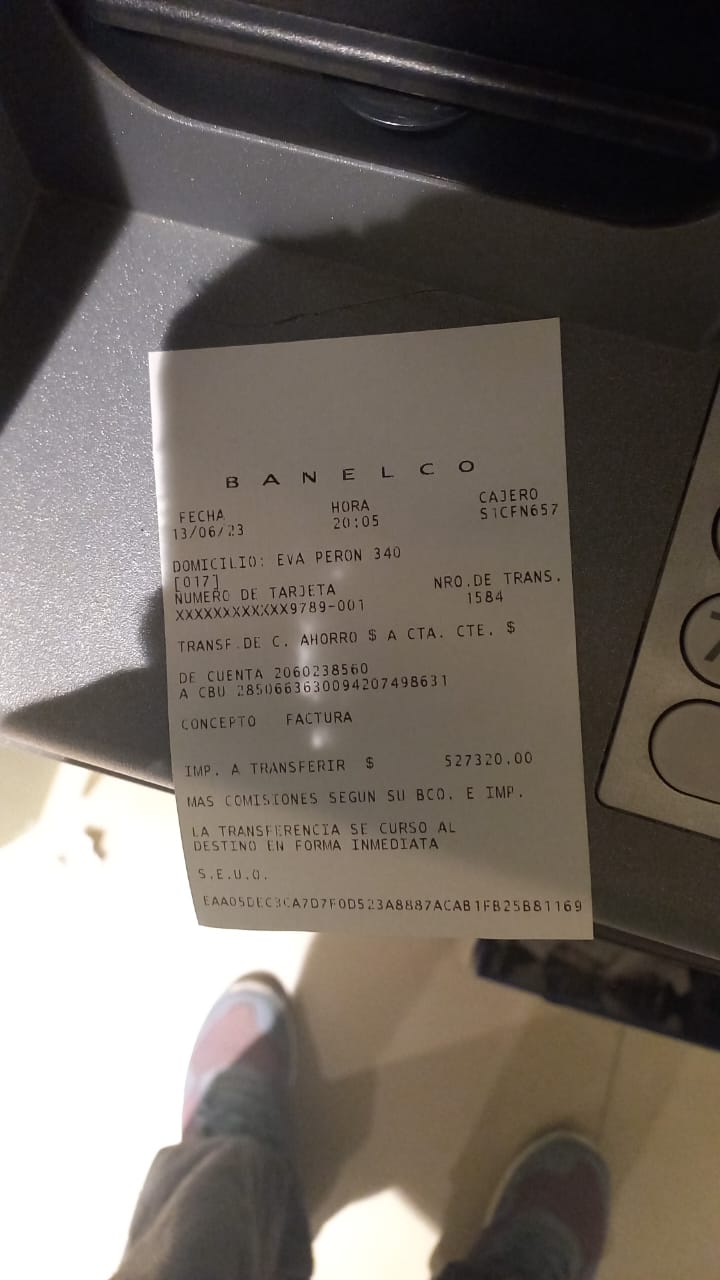 BANELCO
FECHA HORA CAJERO
13/06/23 20:05 S1CFN657
DOMICILIO: EVA PERON 340
[017]
NUMERO DE TARJETA NRO.DE TRANS.
XXXXXXXXXXXX9789-001 1584
TRANSF.DE C. AHORRO $ A CTA. CTE. $
DE CUENTA 2060238560
A CBU 2850663630094207498631
CONCEPTO FACTURA
IMP. A TRANSFERIR $ 527320.00
MAS COMISIONES SEGUN SU BCO. E IMP.
LA TRANSFERENCIA SE CURSO AL
DESTINO EN FORMA INMEDIATA
S.E.U.O.
EAA05DEC3CA7D7F0D523A8887ACAB1FB25B81169
7